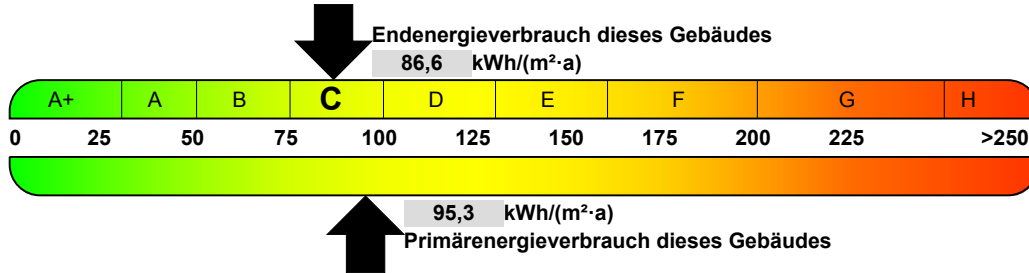 Endenergieverbrauch dieses Gebäudes
86,6 kWh/(m²·a)
A+ A B C D E F G H
0 25 50 75 100 125 150 175 200 225 >250
95,3 kWh/(m²·a)
Primärenergieverbrauch dieses Gebäudes